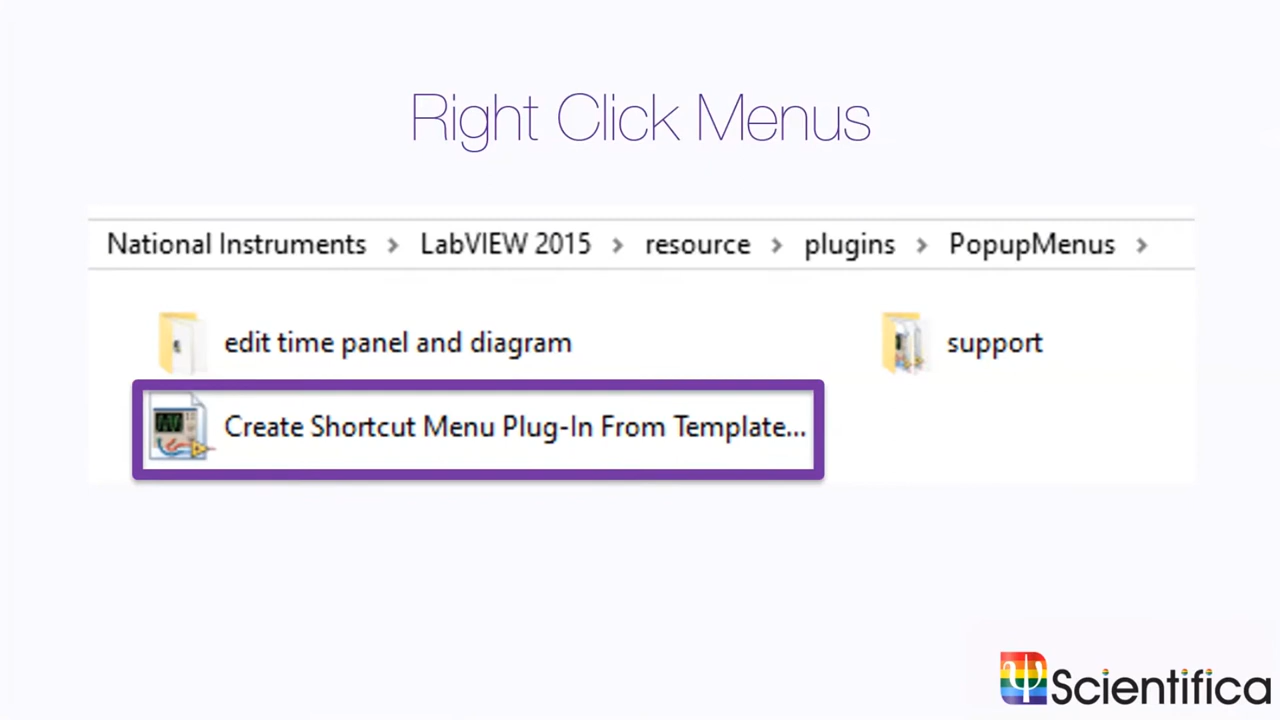 Right Click Menus
National Instruments > LabVIEW 2015 > resource > plugins > PopupMenus >
edit time panel and diagram
support
Create Shortcut Menu Plug-In From Template...
Scientifica